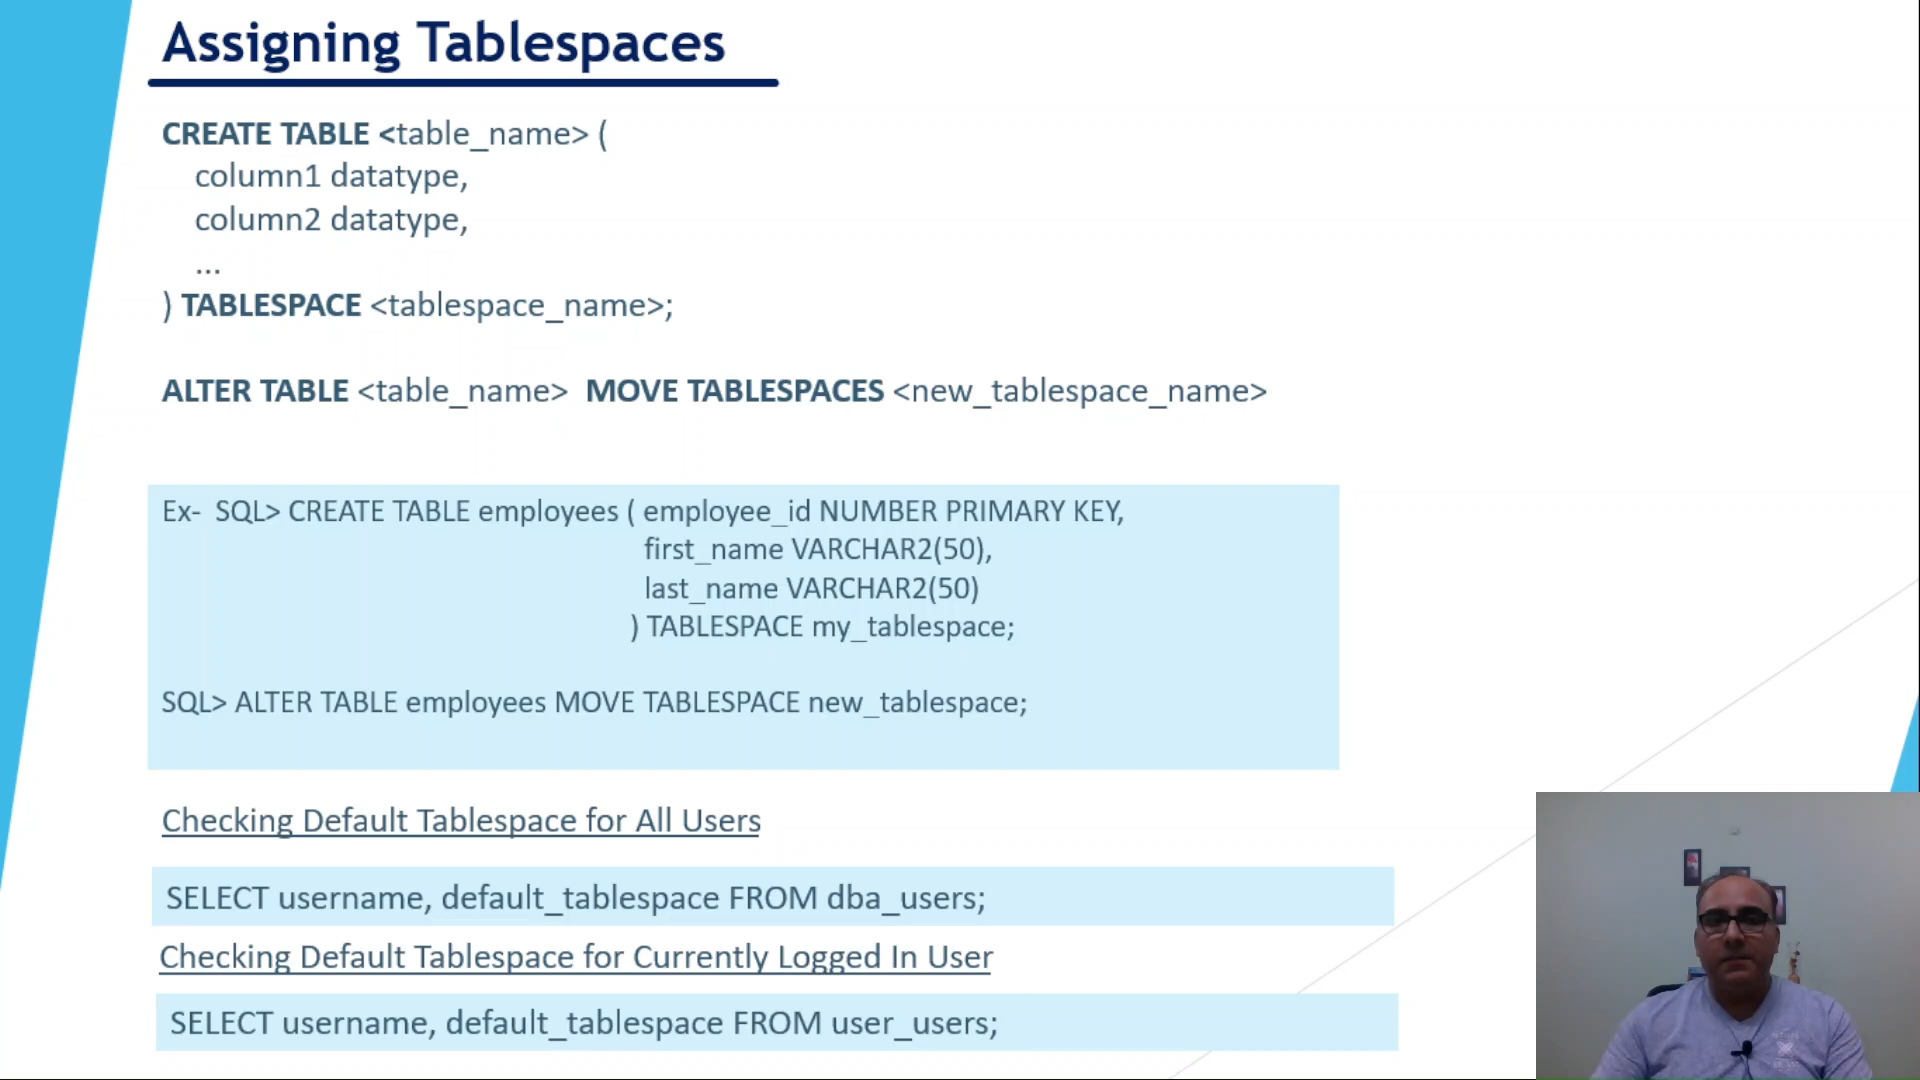 Assigning Tablespaces
CREATE TABLE <table_name> (
column1 datatype,
column2 datatype,
...
) TABLESPACE <tablespace_name>;
ALTER TABLE <table_name> MOVE TABLESPACES <new_tablespace_name>
Ex- SQL> CREATE TABLE employees ( employee_id NUMBER PRIMARY KEY,
first_name VARCHAR2(50),
last_name VARCHAR2(50)
) TABLESPACE my_tablespace;
SQL> ALTER TABLE employees MOVE TABLESPACE new_tablespace;
Checking Default Tablespace for All Users
SELECT username, default_tablespace FROM dba_users;
Checking Default Tablespace for Currently Logged In User
SELECT username, default_tablespace FROM user_users;